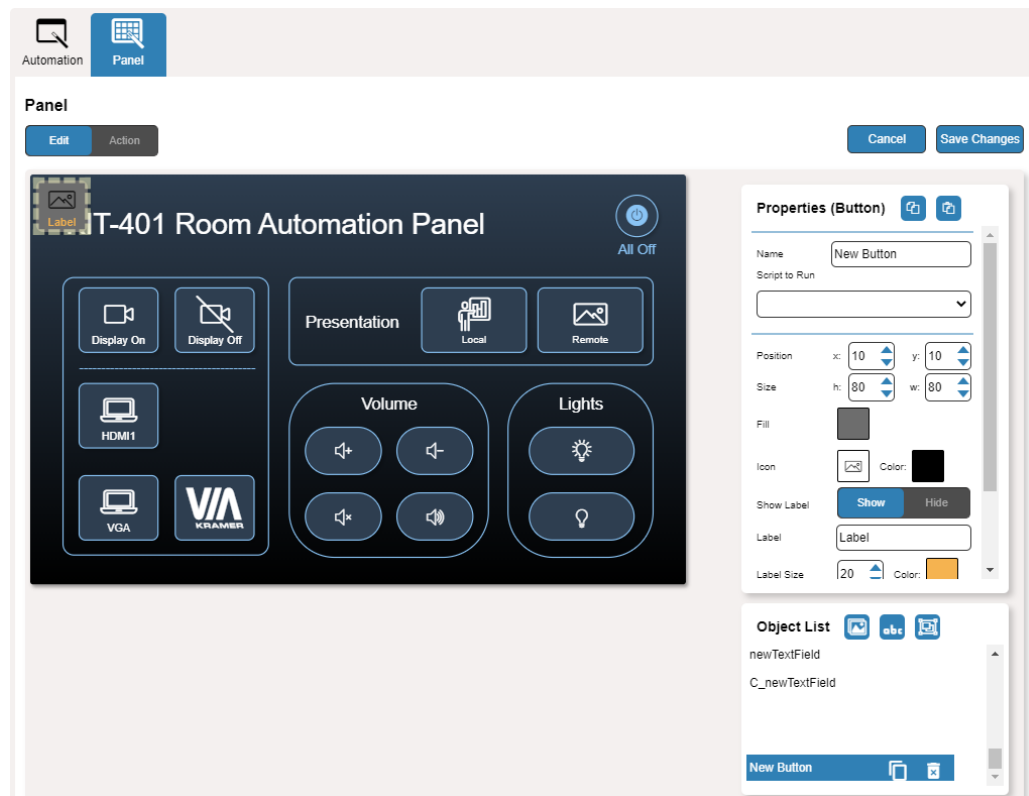 Automation
Panel
Panel
Edit
Action
Cancel
Save Changes
Label
T-401 Room Automation Panel
All Off
Display On
Display Off
Presentation
Local
Remote
HDMI1
Volume
Lights
VGA
VIA
KRAMER
Properties (Button)
Name
New Button
Script to Run
Position
x: 10
y: 10
Size
h: 80
w: 80
Fill
Icon
Color:
Show Label
Show
Hide
Label
Label
Label Size
20
Color:
Object List
abc
newTextField
C_newTextField
New Button